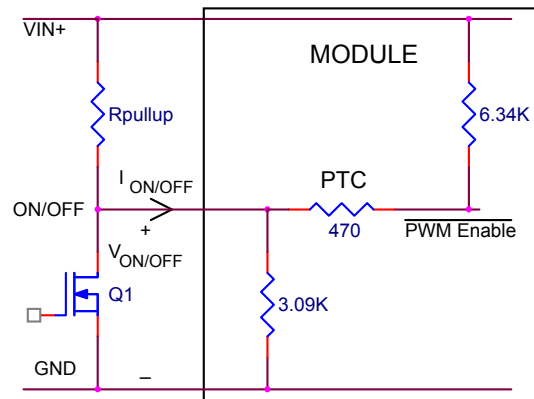 VIN+
MODULE
Rpullup
6.34K
I ON/OFF
PTC
ON/OFF
+
470
PWM Enable
V ON/OFF
Q1
3.09K
GND
–